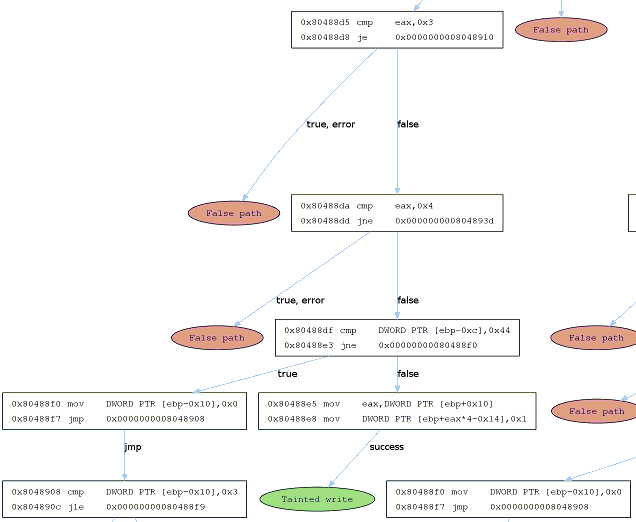 0x80488d5 cmp eax,0x3
0x80488d8 je 0x0000000008048910
False path
true, error
false
False path
0x80488da cmp eax,0x4
0x80488dd jne 0x000000000804893d
true, error
false
False path
0x80488df cmp DWORD PTR [ebp-0xc],0x44
0x80488e3 jne 0x00000000080488f0
False path
true
false
0x80488f0 mov DWORD PTR [ebp-0x10],0x0
0x80488f7 jmp 0x0000000008048908
0x80488e5 mov eax,DWORD PTR [ebp+0x10]
0x80488e8 mov DWORD PTR [ebp+eax*4-0x14],0x1
False path
jmp
success
0x8048908 cmp DWORD PTR [ebp-0x10],0x3
0x804890c jle 0x00000000080488f9
Tainted write
0x80488f0 mov DWORD PTR [ebp-0x10],0x0
0x80488f7 jmp 0x0000000008048908